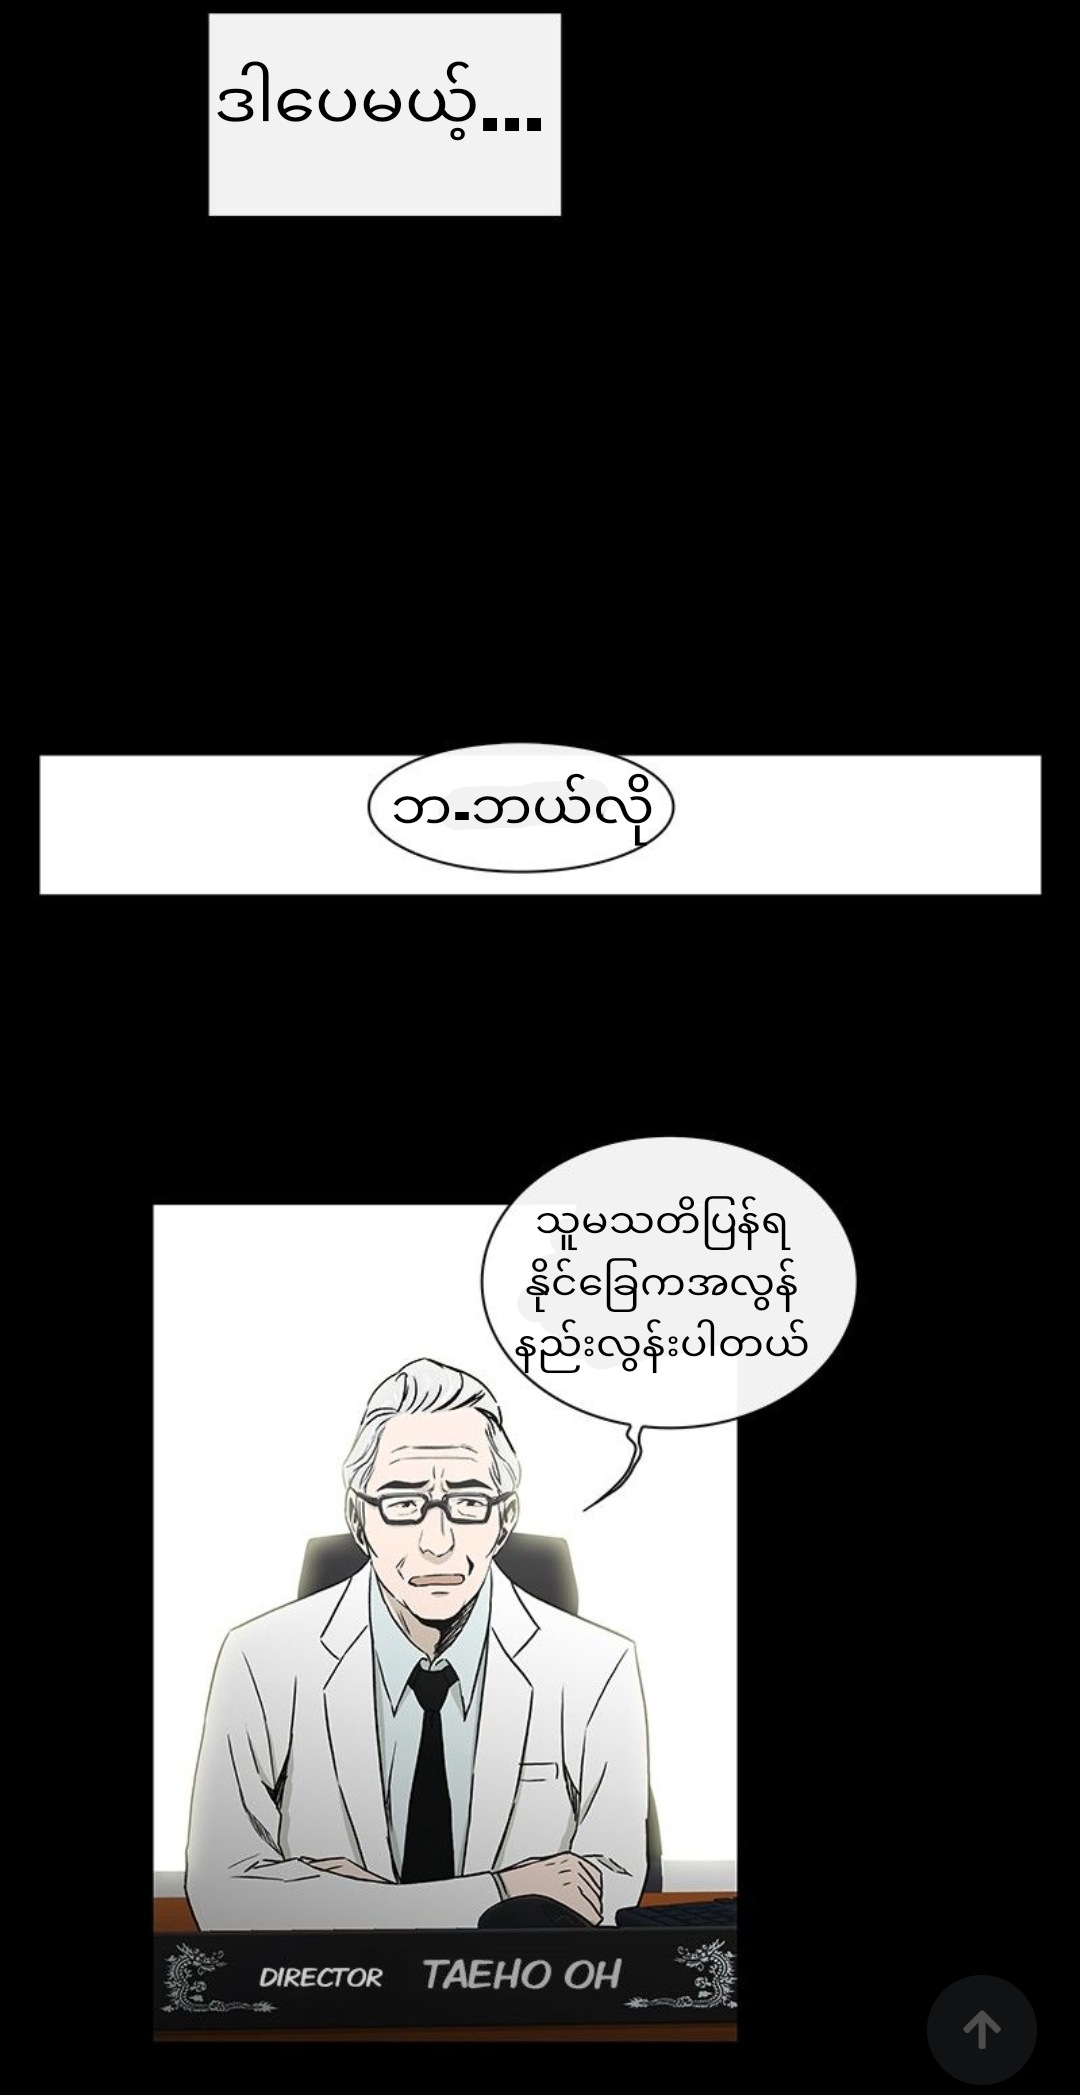 ဒါပေမယ့်...
ဘ-ဘယ်လို
သူမသတိပြန်ရ
နိုင်ခြေကအလွန်
နည်းလွန်းပါတယ်
DIRECTOR TAEHO OH